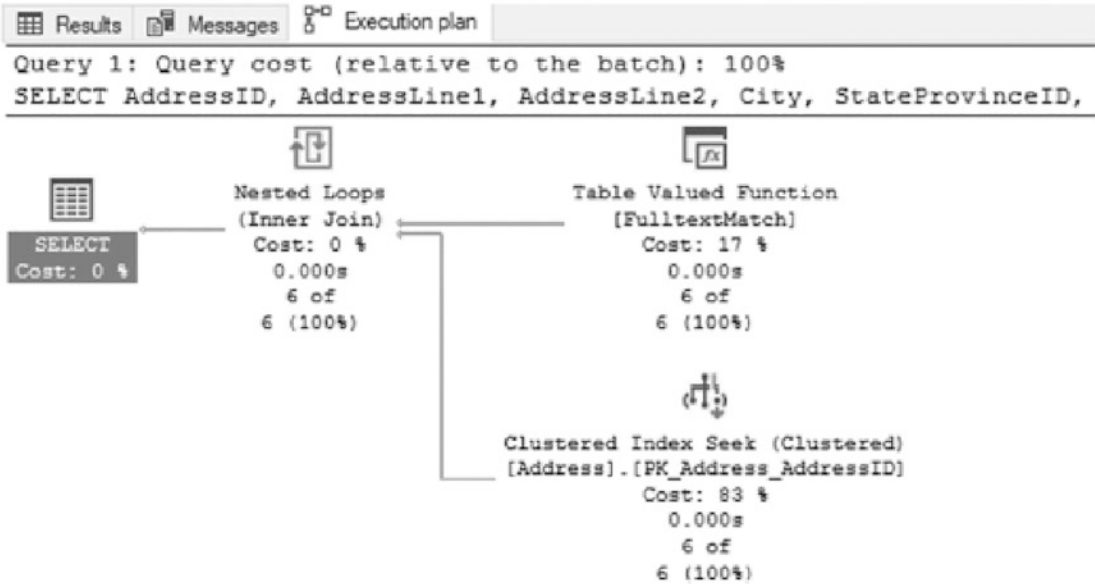 Results Messages Execution plan
Query 1: Query cost (relative to the batch): 100%
SELECT AddressID, AddressLine1, AddressLine2, City, StateProvinceID,
SELECT
Cost: 0 %
Nested Loops
(Inner Join)
Cost: 0 %
0.000s
6 of
6 (100%)
Table Valued Function
[FulltextMatch]
Cost: 17 %
0.000s
6 of
6 (100%)
Clustered Index Seek (Clustered)
[Address].[PK_Address_AddressID]
Cost: 83 %
0.000s
6 of
6 (100%)